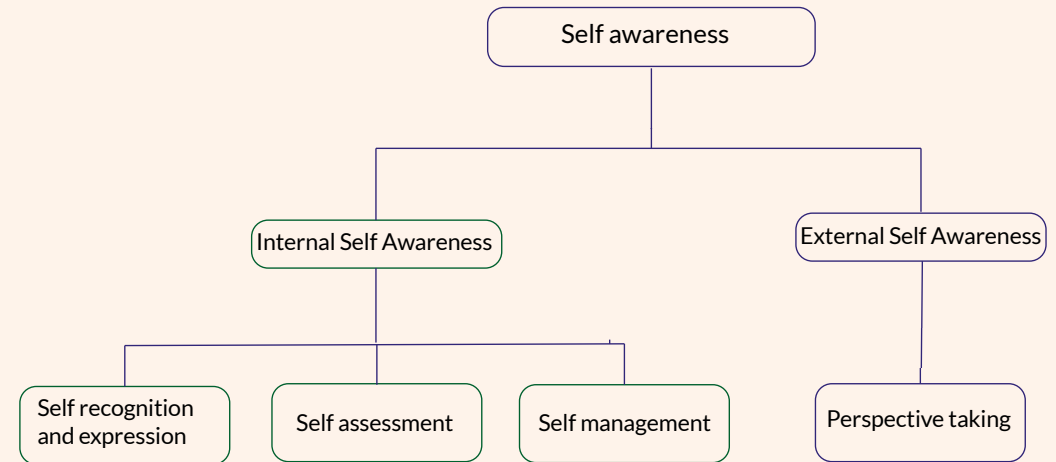 Self awareness
Internal Self Awareness
External Self Awareness
Self recognition
and expression
Self assessment
Self management
Perspective taking